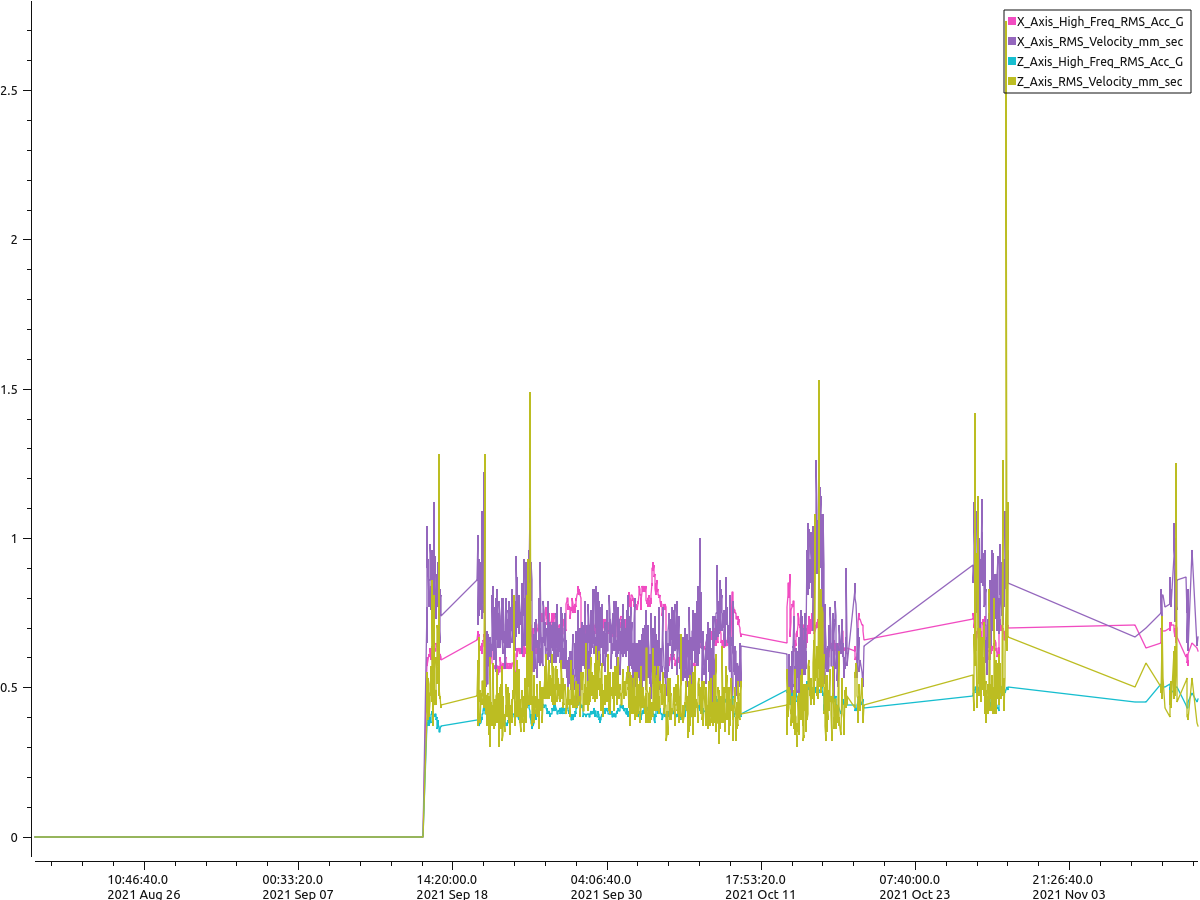 X_Axis_High_Freq_RMS_Acc_G
X_Axis_RMS_Velocity_mm_sec
Z_Axis_High_Freq_RMS_Acc_G
Z_Axis_RMS_Velocity_mm_sec
2.5
2
1.5
1
0.5
0
10:46:40.0 00:33:20.0 14:20:00.0 04:06:40.0 17:53:20.0 07:40:00.0 21:26:40.0
2021 Aug 26 2021 Sep 07 2021 Sep 18 2021 Sep 30 2021 Oct 11 2021 Oct 23 2021 Nov 03